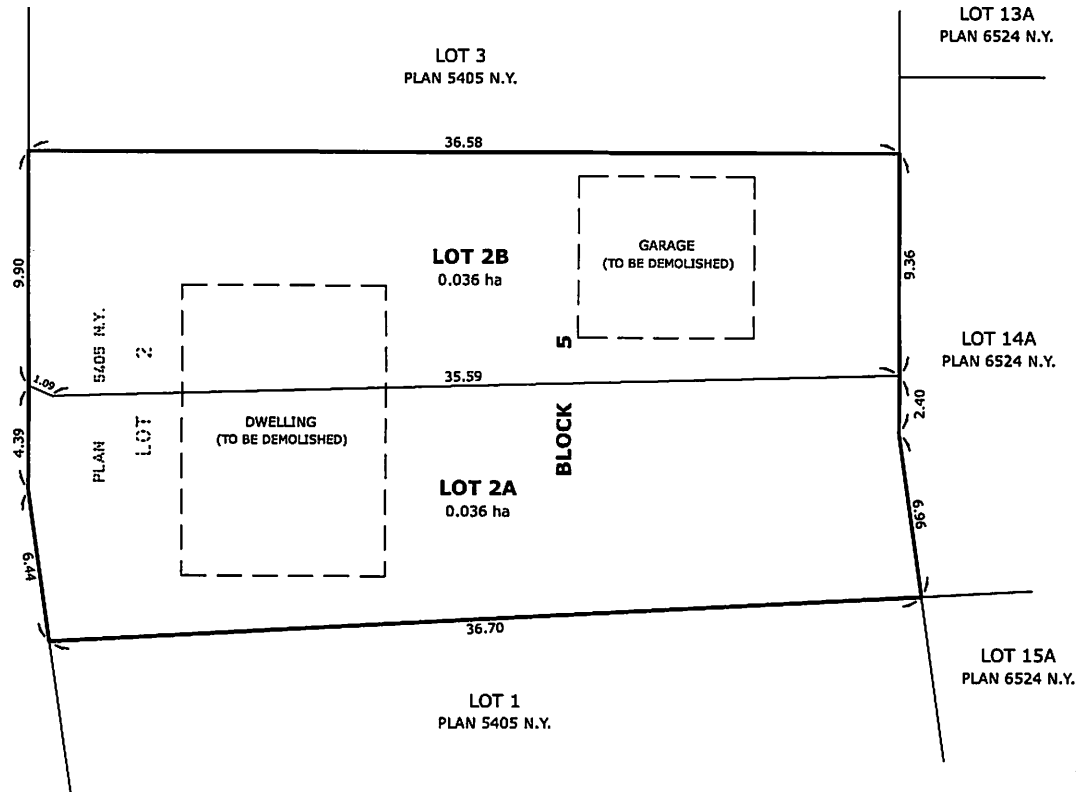 LOT 13A
PLAN 6524 N.Y.
LOT 3
PLAN 5405 N.Y.
36.58
9.90
LOT 2B
0.036 ha
GARAGE
(TO BE DEMOLISHED)
9.36
PLAN 5405 N.Y.
LOT 2
BLOCK 5
LOT 14A
PLAN 6524 N.Y.
1.09
35.59
2.40
4.39
DWELLING
(TO BE DEMOLISHED)
LOT 2A
0.036 ha
6.96
6.44
36.70
LOT 15A
PLAN 6524 N.Y.
LOT 1
PLAN 5405 N.Y.